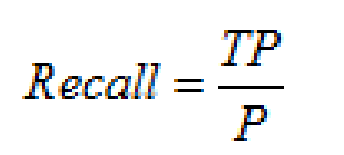 Recall = TP / P